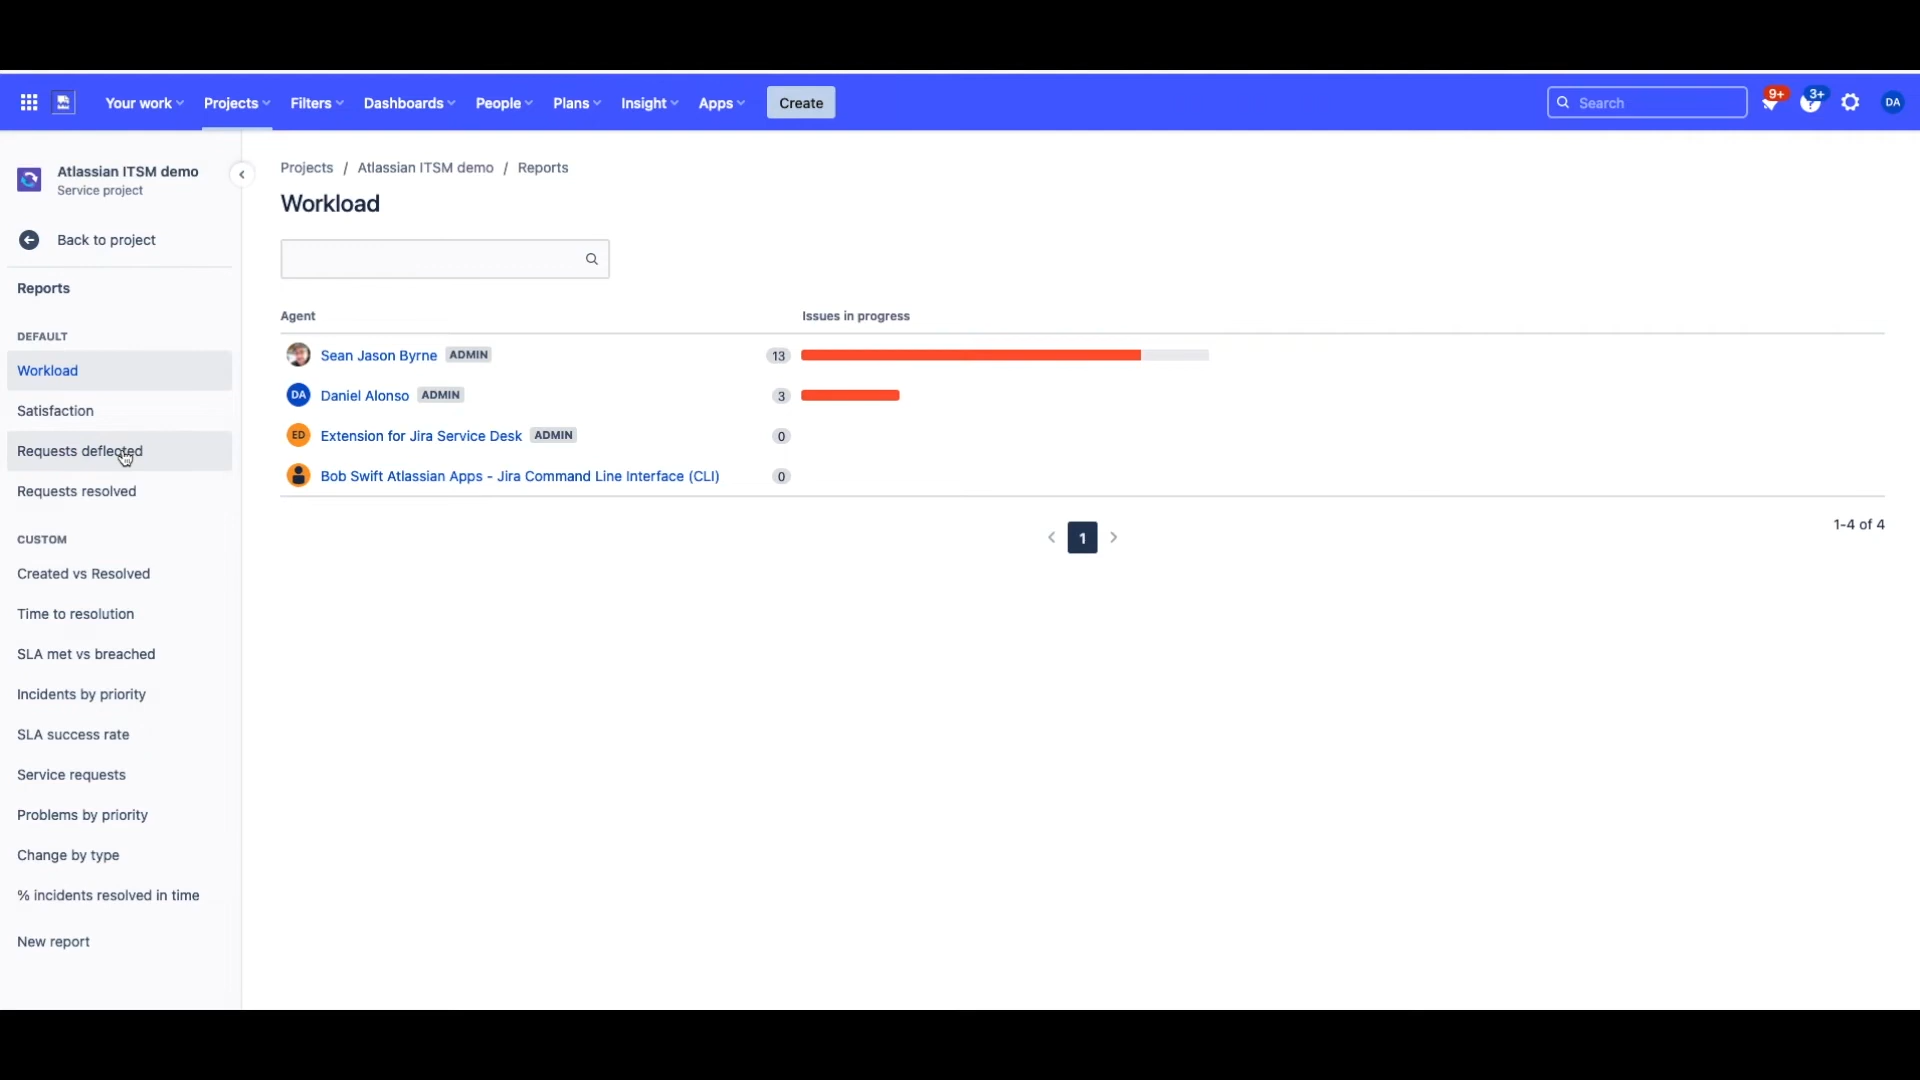 Your work
Projects
Filters
Dashboards
People
Plans
Insight
Apps
Create
Search
9+
3+
DA
Atlassian ITSM demo
Service project
Back to project
Reports
DEFAULT
Workload
Satisfaction
Requests deflected
Requests resolved
CUSTOM
Created vs Resolved
Time to resolution
SLA met vs breached
Incidents by priority
SLA success rate
Service requests
Problems by priority
Change by type
% incidents resolved in time
New report
Projects / Atlassian ITSM demo / Reports
Workload
Agent Issues in progress
Sean Jason Byrne ADMIN 13
DA Daniel Alonso ADMIN 3
ED Extension for Jira Service Desk ADMIN 0
Bob Swift Atlassian Apps - Jira Command Line Interface (CLI) 0
1
1-4 of 4